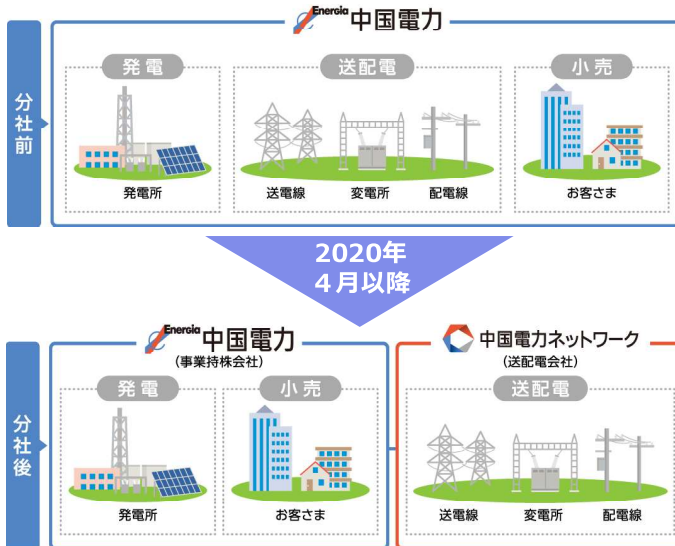 Energia 中国電力
分社前
発電
送配電
小売
発電所
送電線
変電所
配電線
お客さま
2020年
4月以降
Energia 中国電力
(事業持株会社)
中国電力ネットワーク
(送配電会社)
分社後
発電
小売
送配電
発電所
お客さま
送電線
変電所
配電線